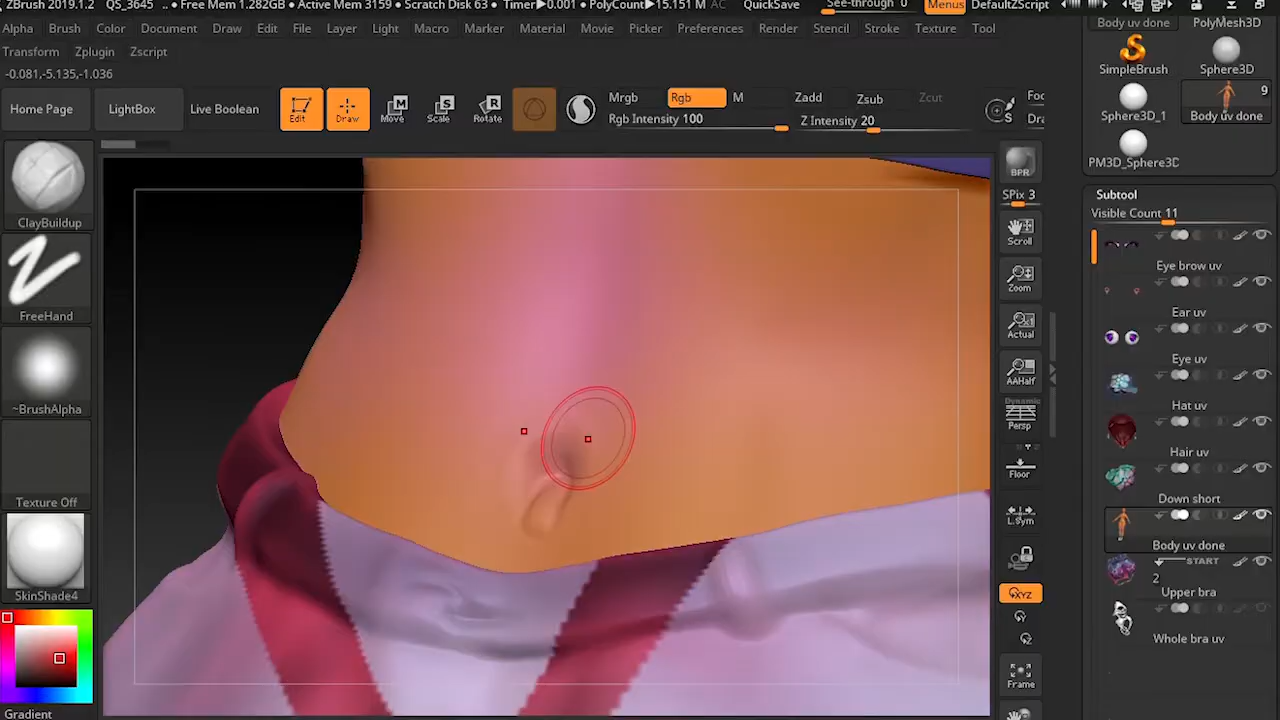 ZBrush 2019.1.2 QS_3645 .. • Free Mem 1.282GB • Active Mem 3159 • Scratch Disk 63 • Timer▶0.001 • PolyCount▶15.151 M AC QuickSave See-through 0 Menus DefaultZScript
Alpha Brush Color Document Draw Edit File Layer Light Macro Marker Material Movie Picker Preferences Render Stencil Stroke Texture Tool
Transform Zplugin Zscript
-0.081,-5.135,-1.036
Home Page LightBox Live Boolean Edit Draw Move Scale Rotate
M
S
R
Mrgb Rgb M Zadd Zsub Zcut
Rgb Intensity 100 Z Intensity 20
S
Foc
Dra
ClayBuildup
FreeHand
~BrushAlpha
Texture Off
SkinShade4
Gradient
BPR
SPix 3
Scroll
Zoom
Actual
AAHalf
Dynamic
Persp
Floor
L.Sym
XYZ
Y
Z
Frame
Body uv done PolyMesh3D
SimpleBrush Sphere3D
9
Sphere3D_1 Body uv done
PM3D_Sphere3D
Subtool
Visible Count 11
Eye brow uv
Ear uv
Eye uv
Hat uv
Hair uv
Down short
Body uv done
START
2
Upper bra
Whole bra uv